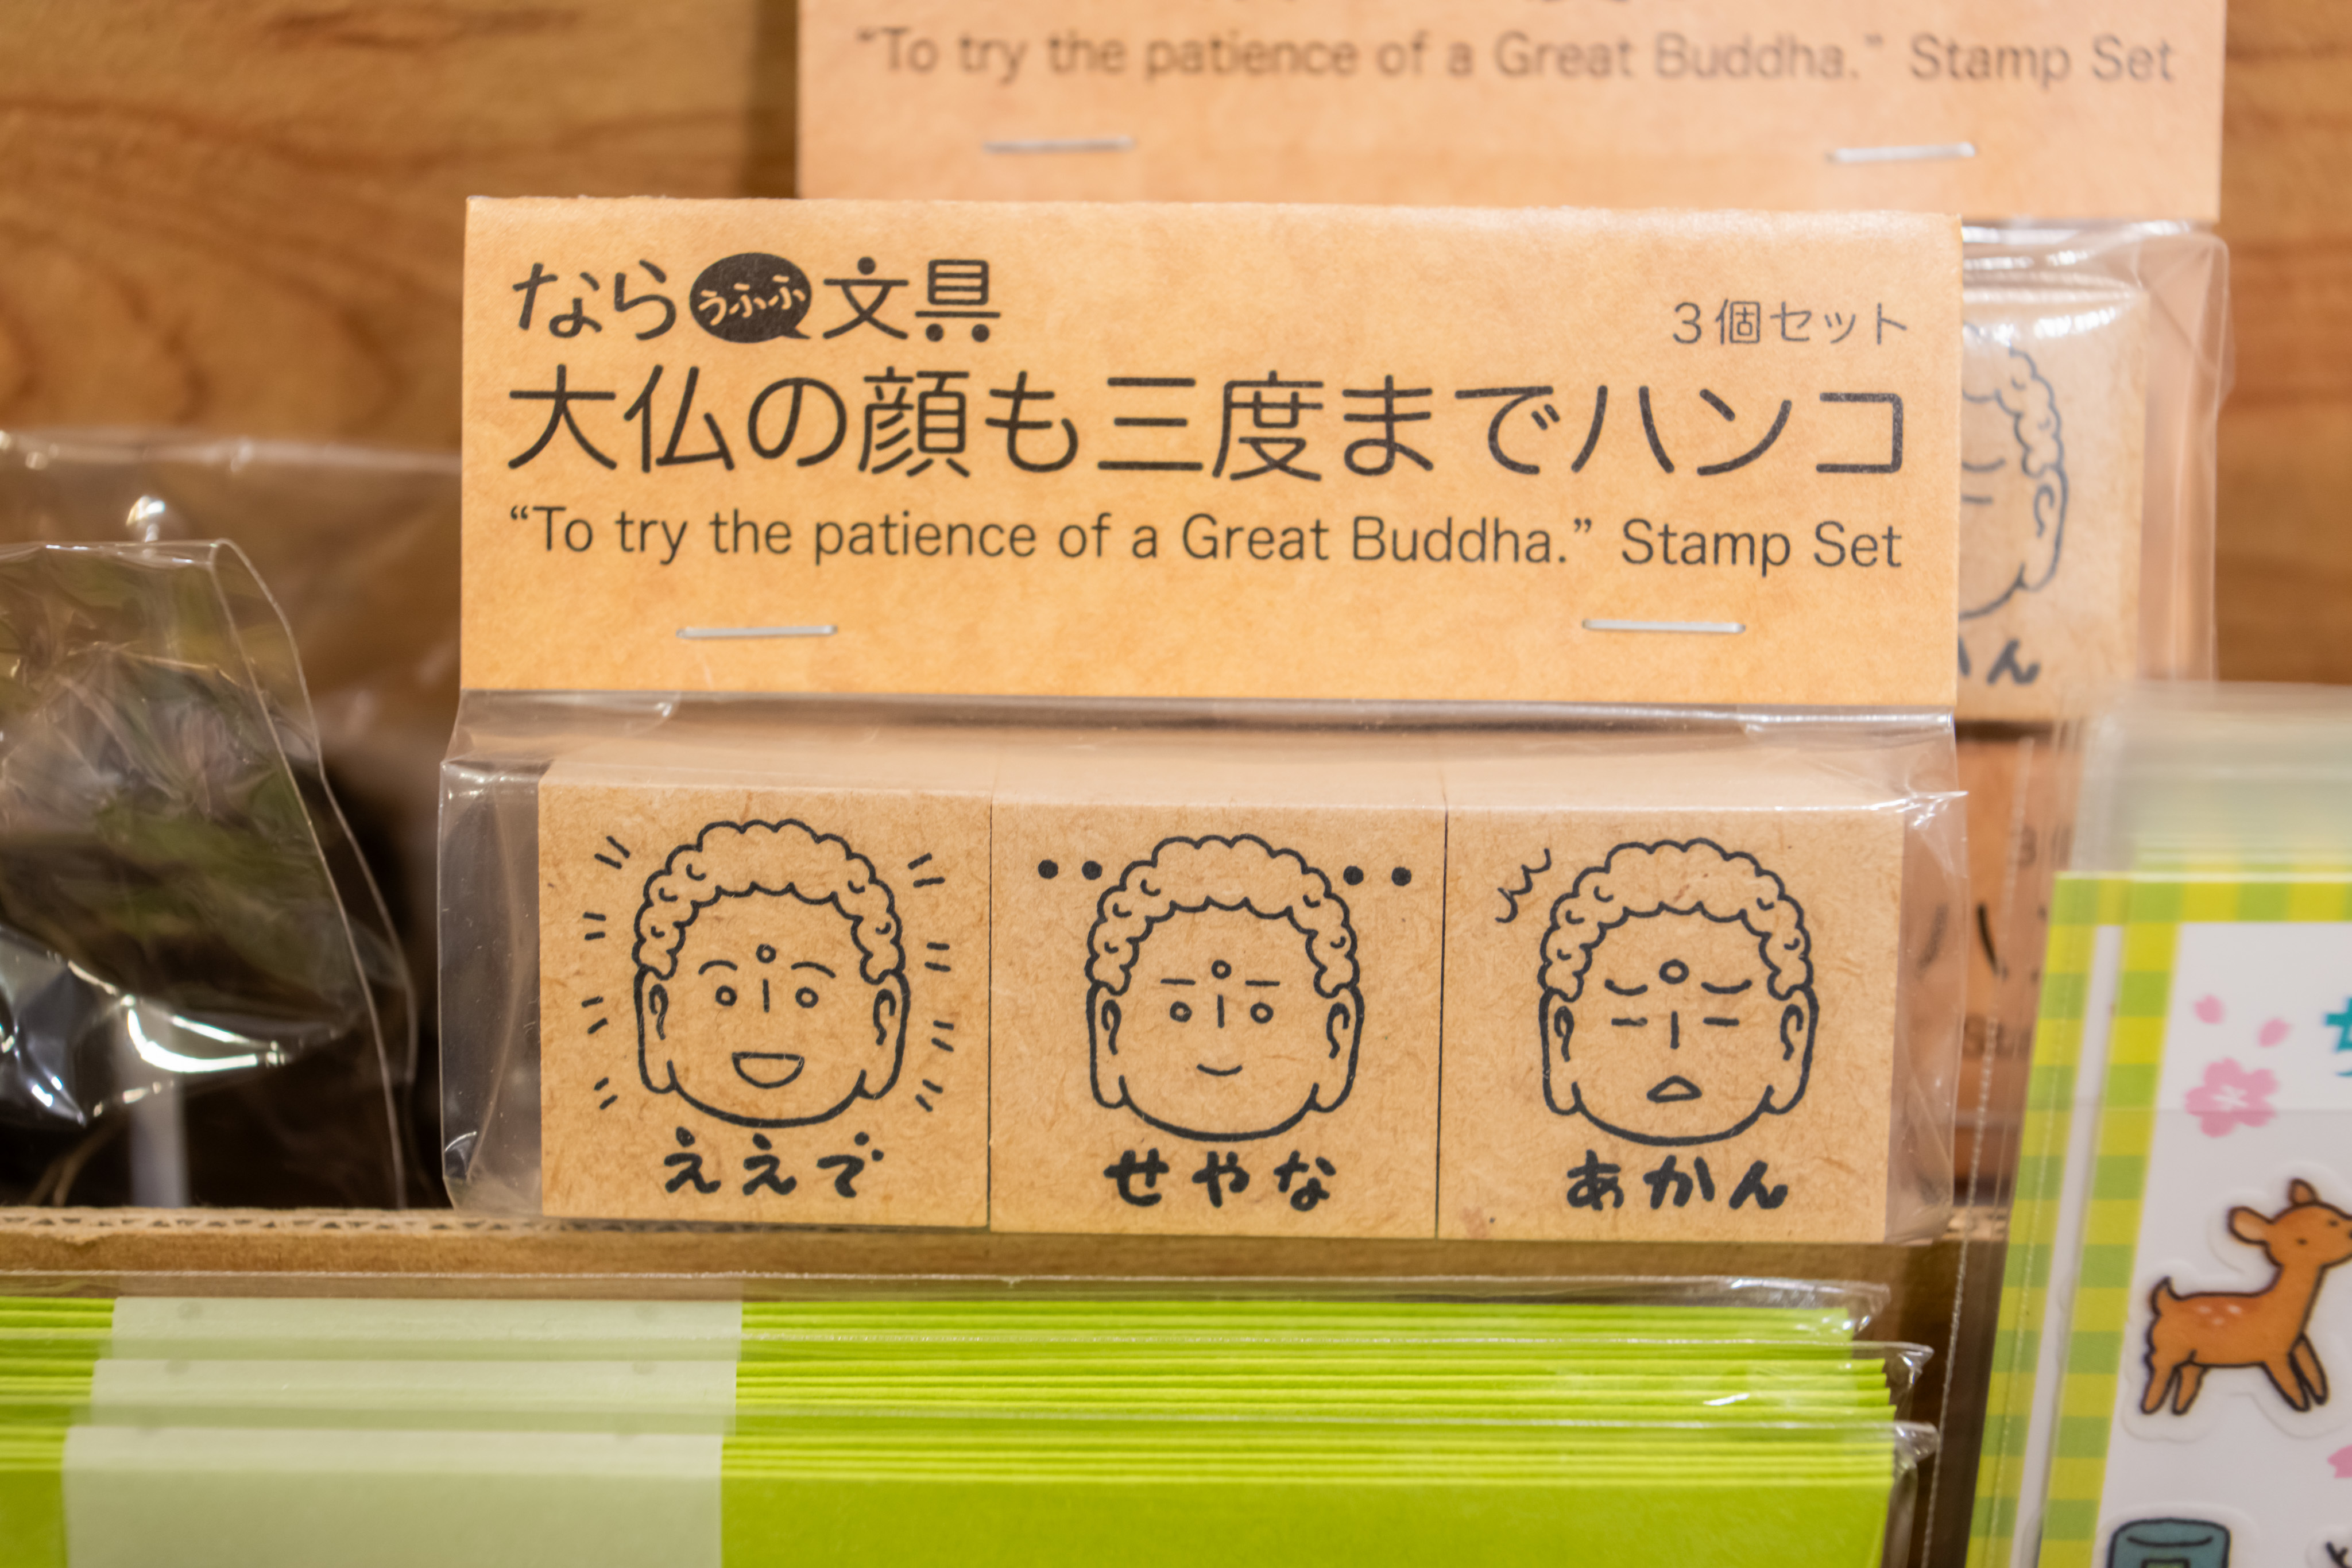 “To try the patience of a Great Buddha.” Stamp Set
ならうふふ文具
3個セット
大仏の顔も三度までハンコ
“To try the patience of a Great Buddha.” Stamp Set
ええで
せやな
あかん